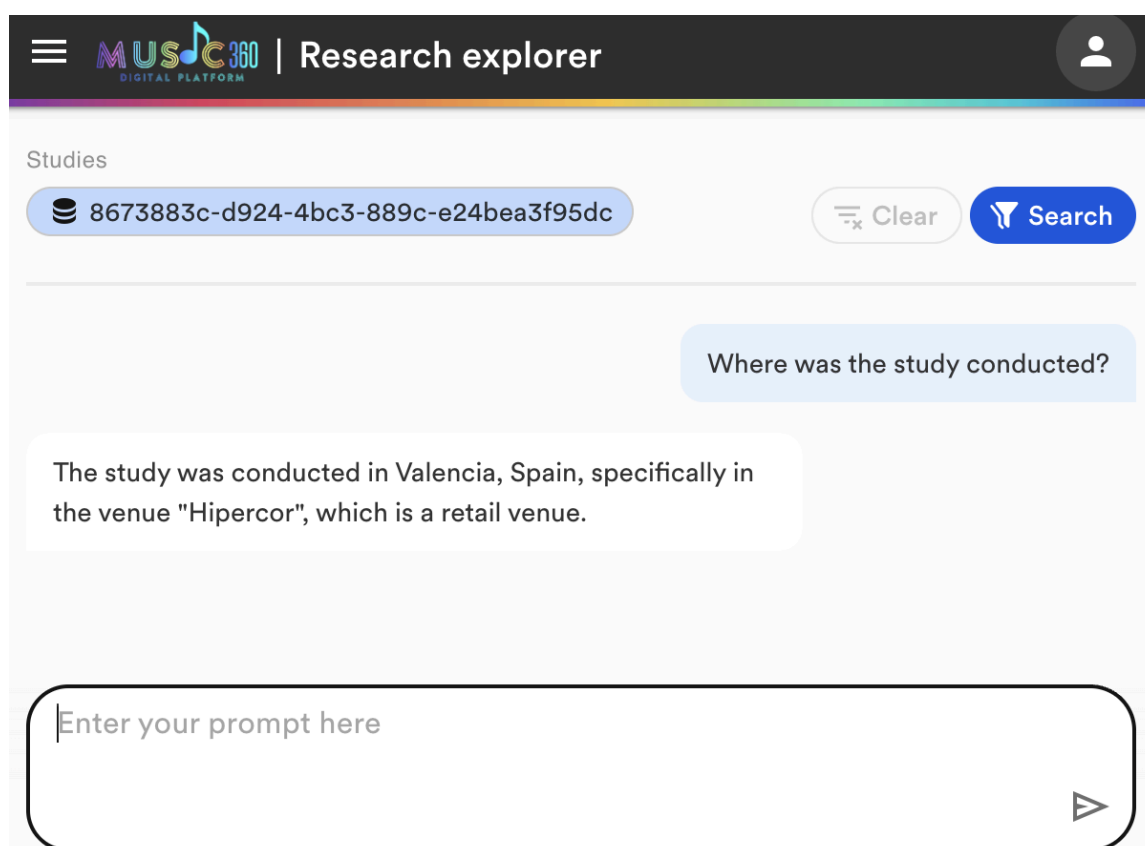 MUSIC360 | Research explorer
DIGITAL PLATFORM
Studies
8673883c-d924-4bc3-889c-e24bea3f95dc
Clear
Search
Where was the study conducted?
The study was conducted in Valencia, Spain, specifically in
the venue "Hipercor", which is a retail venue.
Enter your prompt here